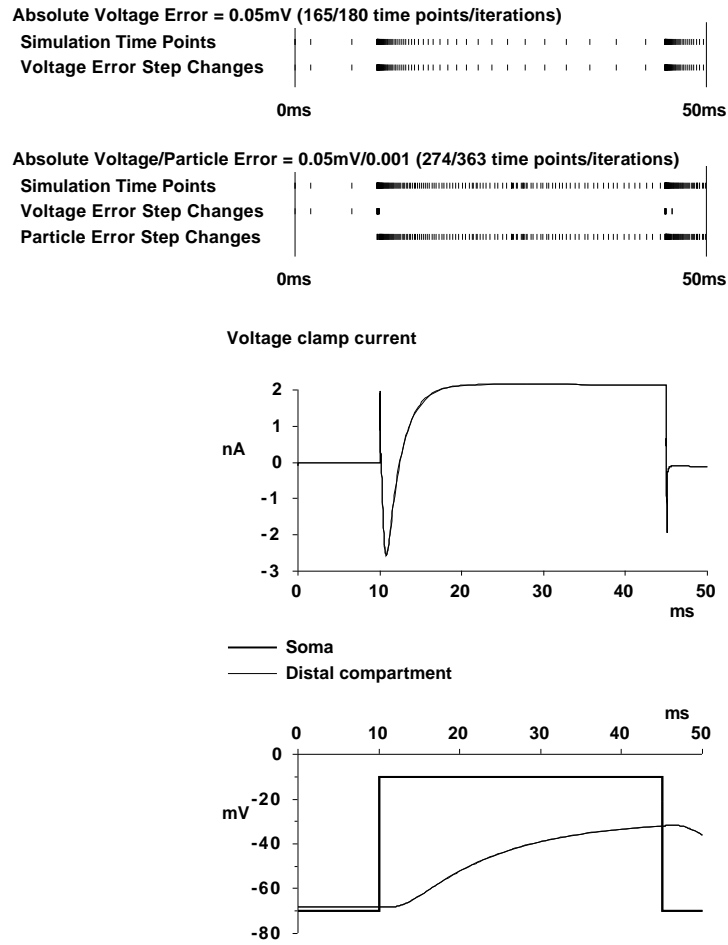 Absolute Voltage Error = 0.05mV (165/180 time points/iterations)
Simulation Time Points
Voltage Error Step Changes
0ms 50ms
Absolute Voltage/Particle Error = 0.05mV/0.001 (274/363 time points/iterations)
Simulation Time Points
Voltage Error Step Changes
Particle Error Step Changes
0ms 50ms
Voltage clamp current
2
1
nA
0
-1
-2
-3
0 10 20 30 40 50
ms
Soma
Distal compartment
ms
0 10 20 30 40 50
0
-20
mV
-40
-60
-80